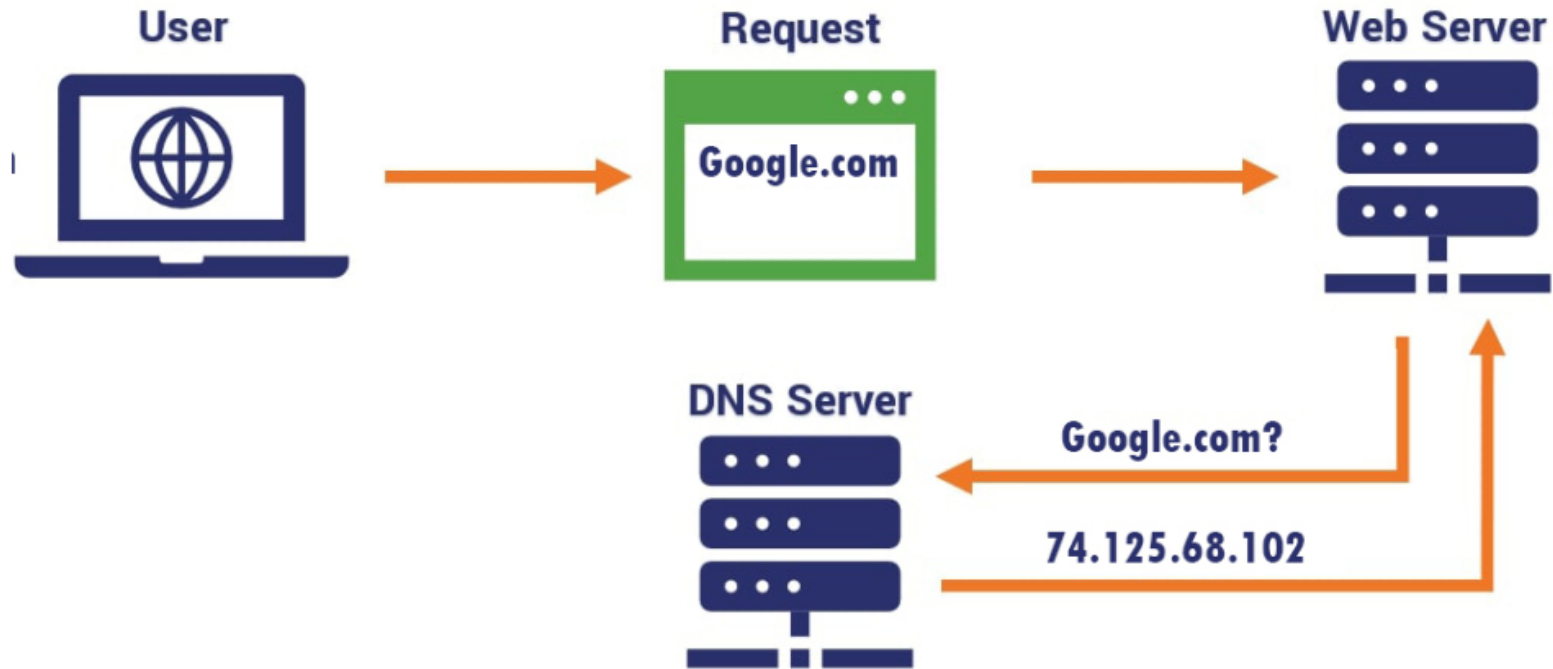 User
Request
Web Server
Google.com
DNS Server
Google.com?
74.125.68.102